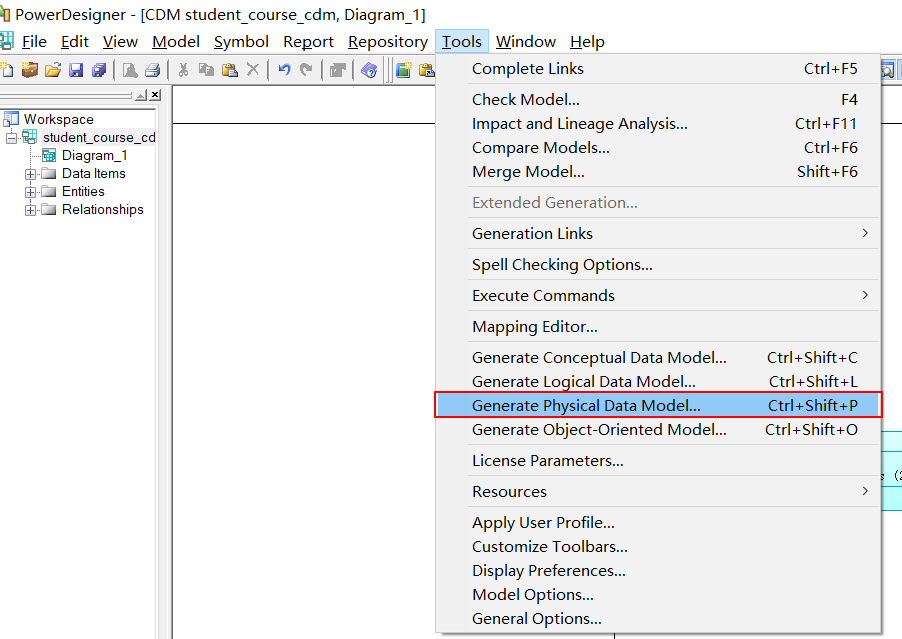 PowerDesigner - [CDM student_course_cdm, Diagram_1]
File Edit View Model Symbol Report Repository Tools Window Help
Workspace
student_course_cd
Diagram_1
Data Items
Entities
Relationships
Complete Links Ctrl+F5
Check Model... F4
Impact and Lineage Analysis... Ctrl+F11
Compare Models... Ctrl+F6
Merge Model... Shift+F6
Extended Generation...
Generation Links
Spell Checking Options...
Execute Commands
Mapping Editor...
Generate Conceptual Data Model... Ctrl+Shift+C
Generate Logical Data Model... Ctrl+Shift+L
Generate Physical Data Model... Ctrl+Shift+P
Generate Object-Oriented Model... Ctrl+Shift+O
License Parameters...
Resources
Apply User Profile...
Customize Toolbars...
Display Preferences...
Model Options...
General Options...